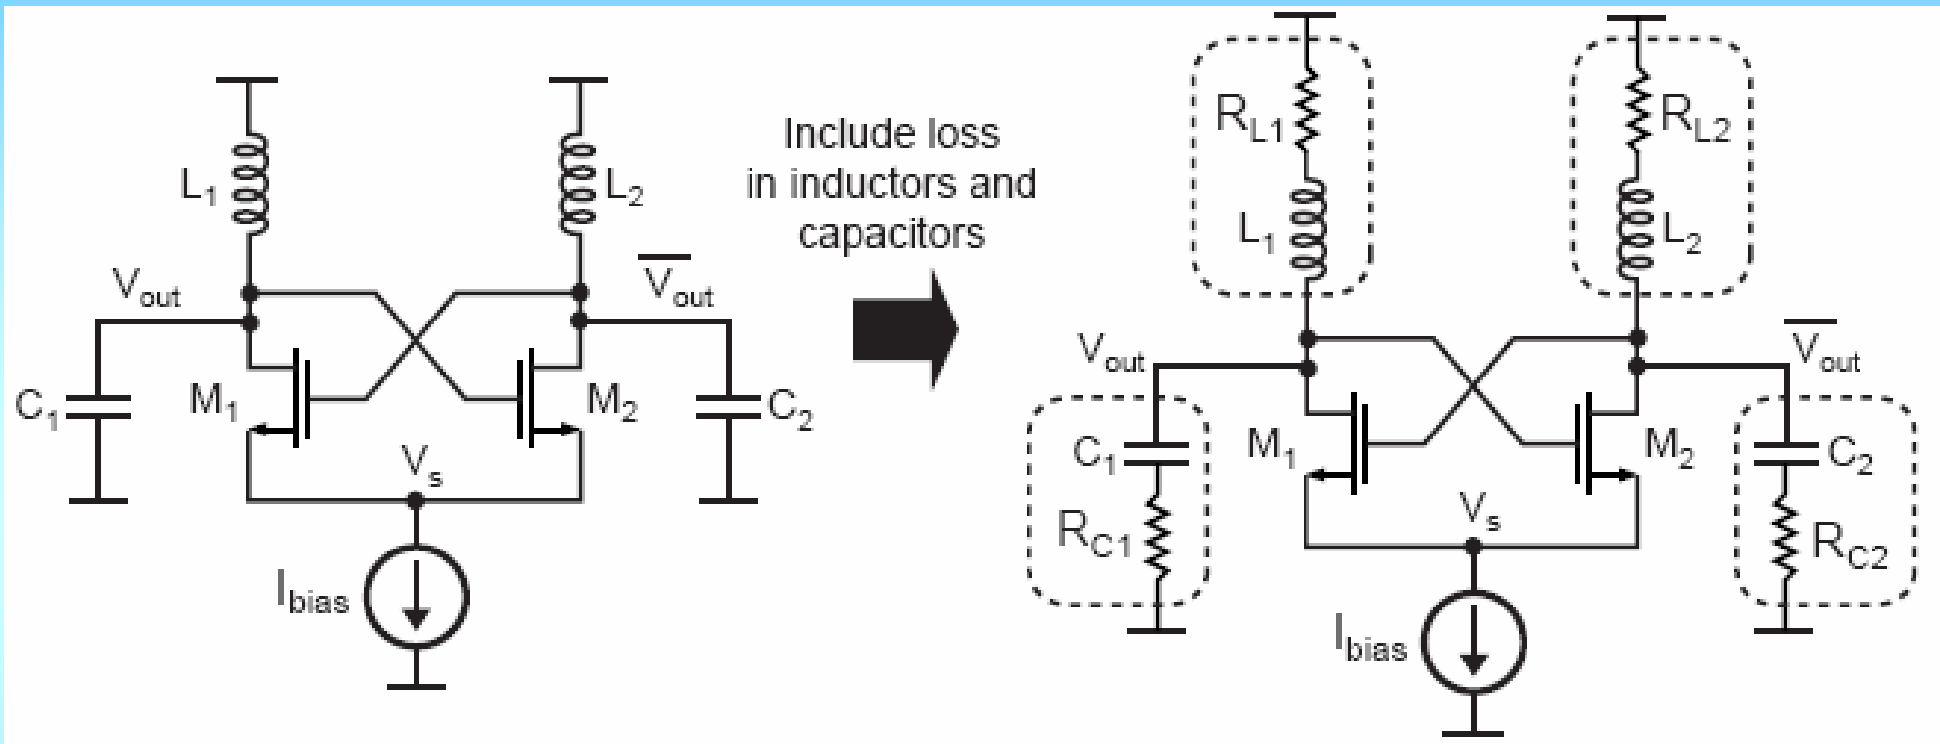 Include loss
in inductors and
capacitors
L1
L2
Vout
Vout
C1
M1
M2
C2
Vs
Ibias
RL1
RL2
L1
L2
Vout
Vout
C1
M1
M2
C2
RC1
Vs
RC2
Ibias